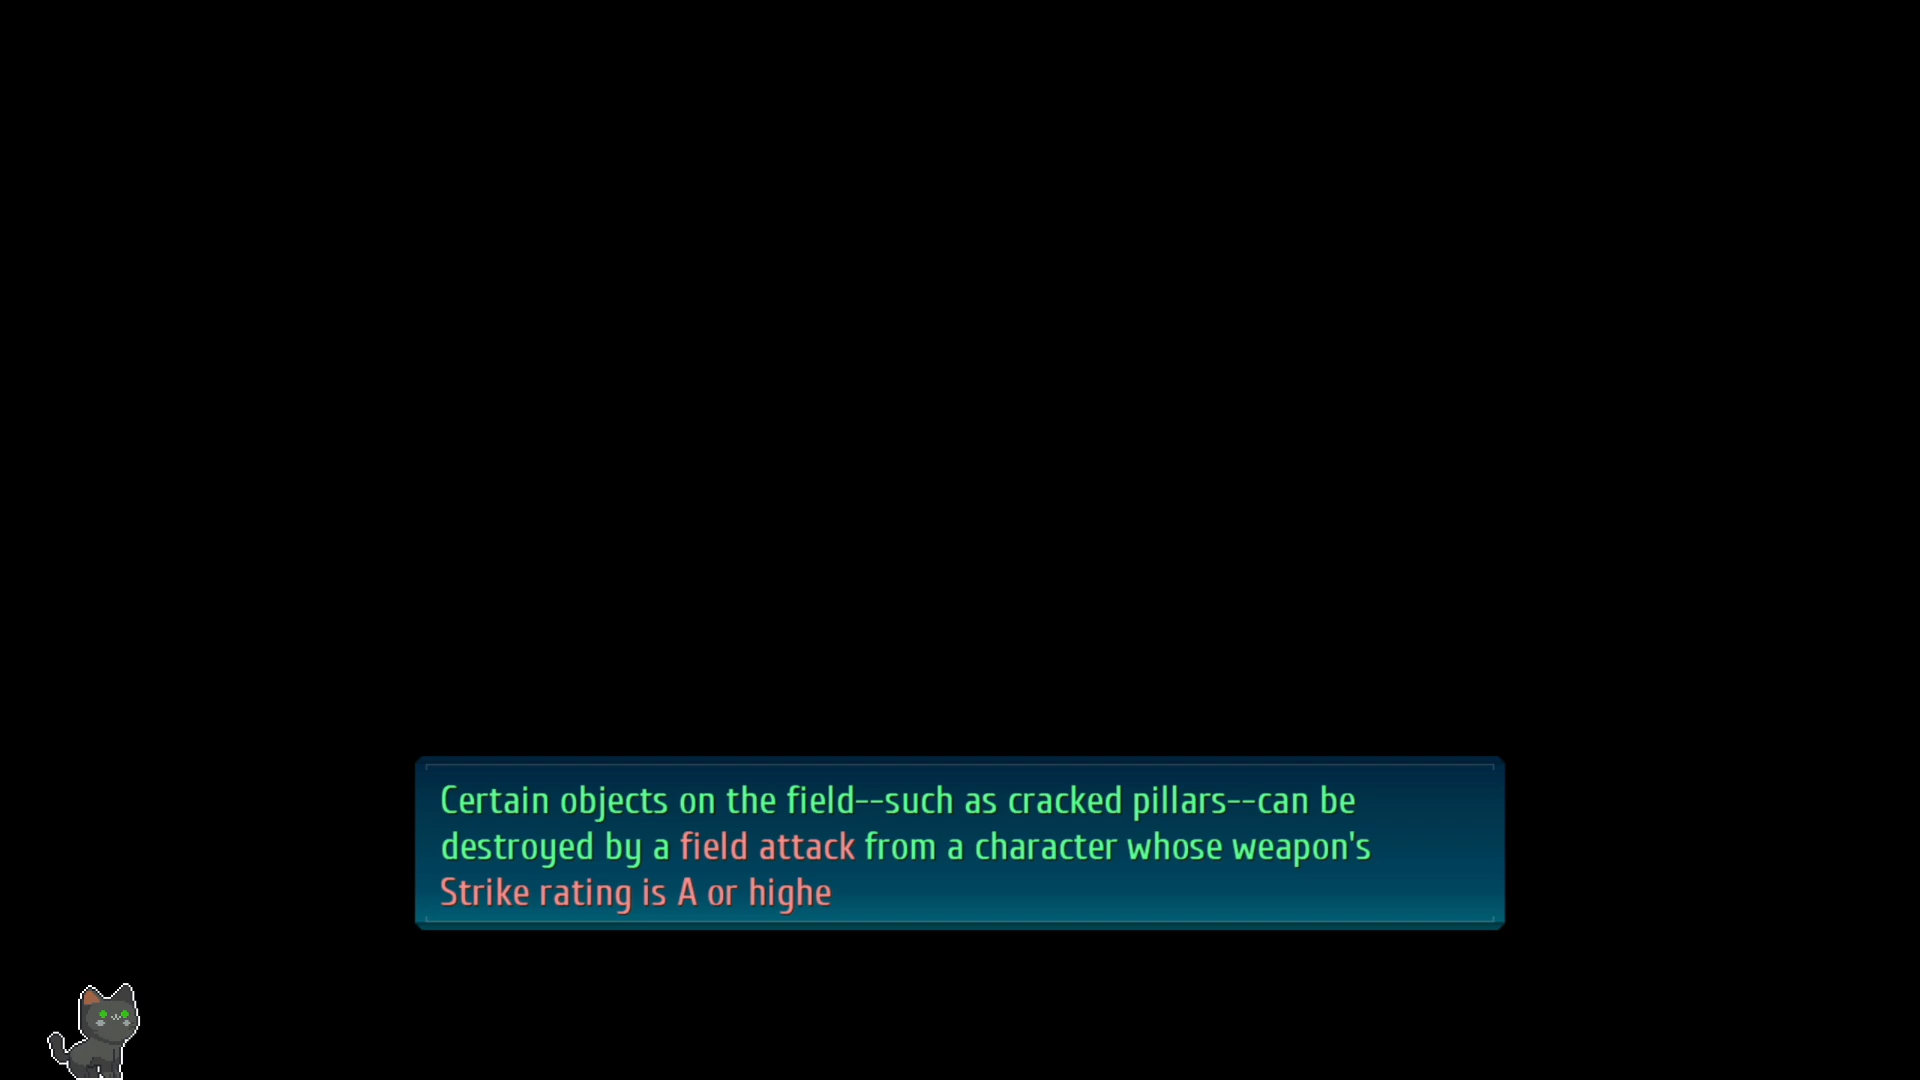 Certain objects on the field--such as cracked pillars--can be
destroyed by a field attack from a character whose weapon's
Strike rating is A or highe